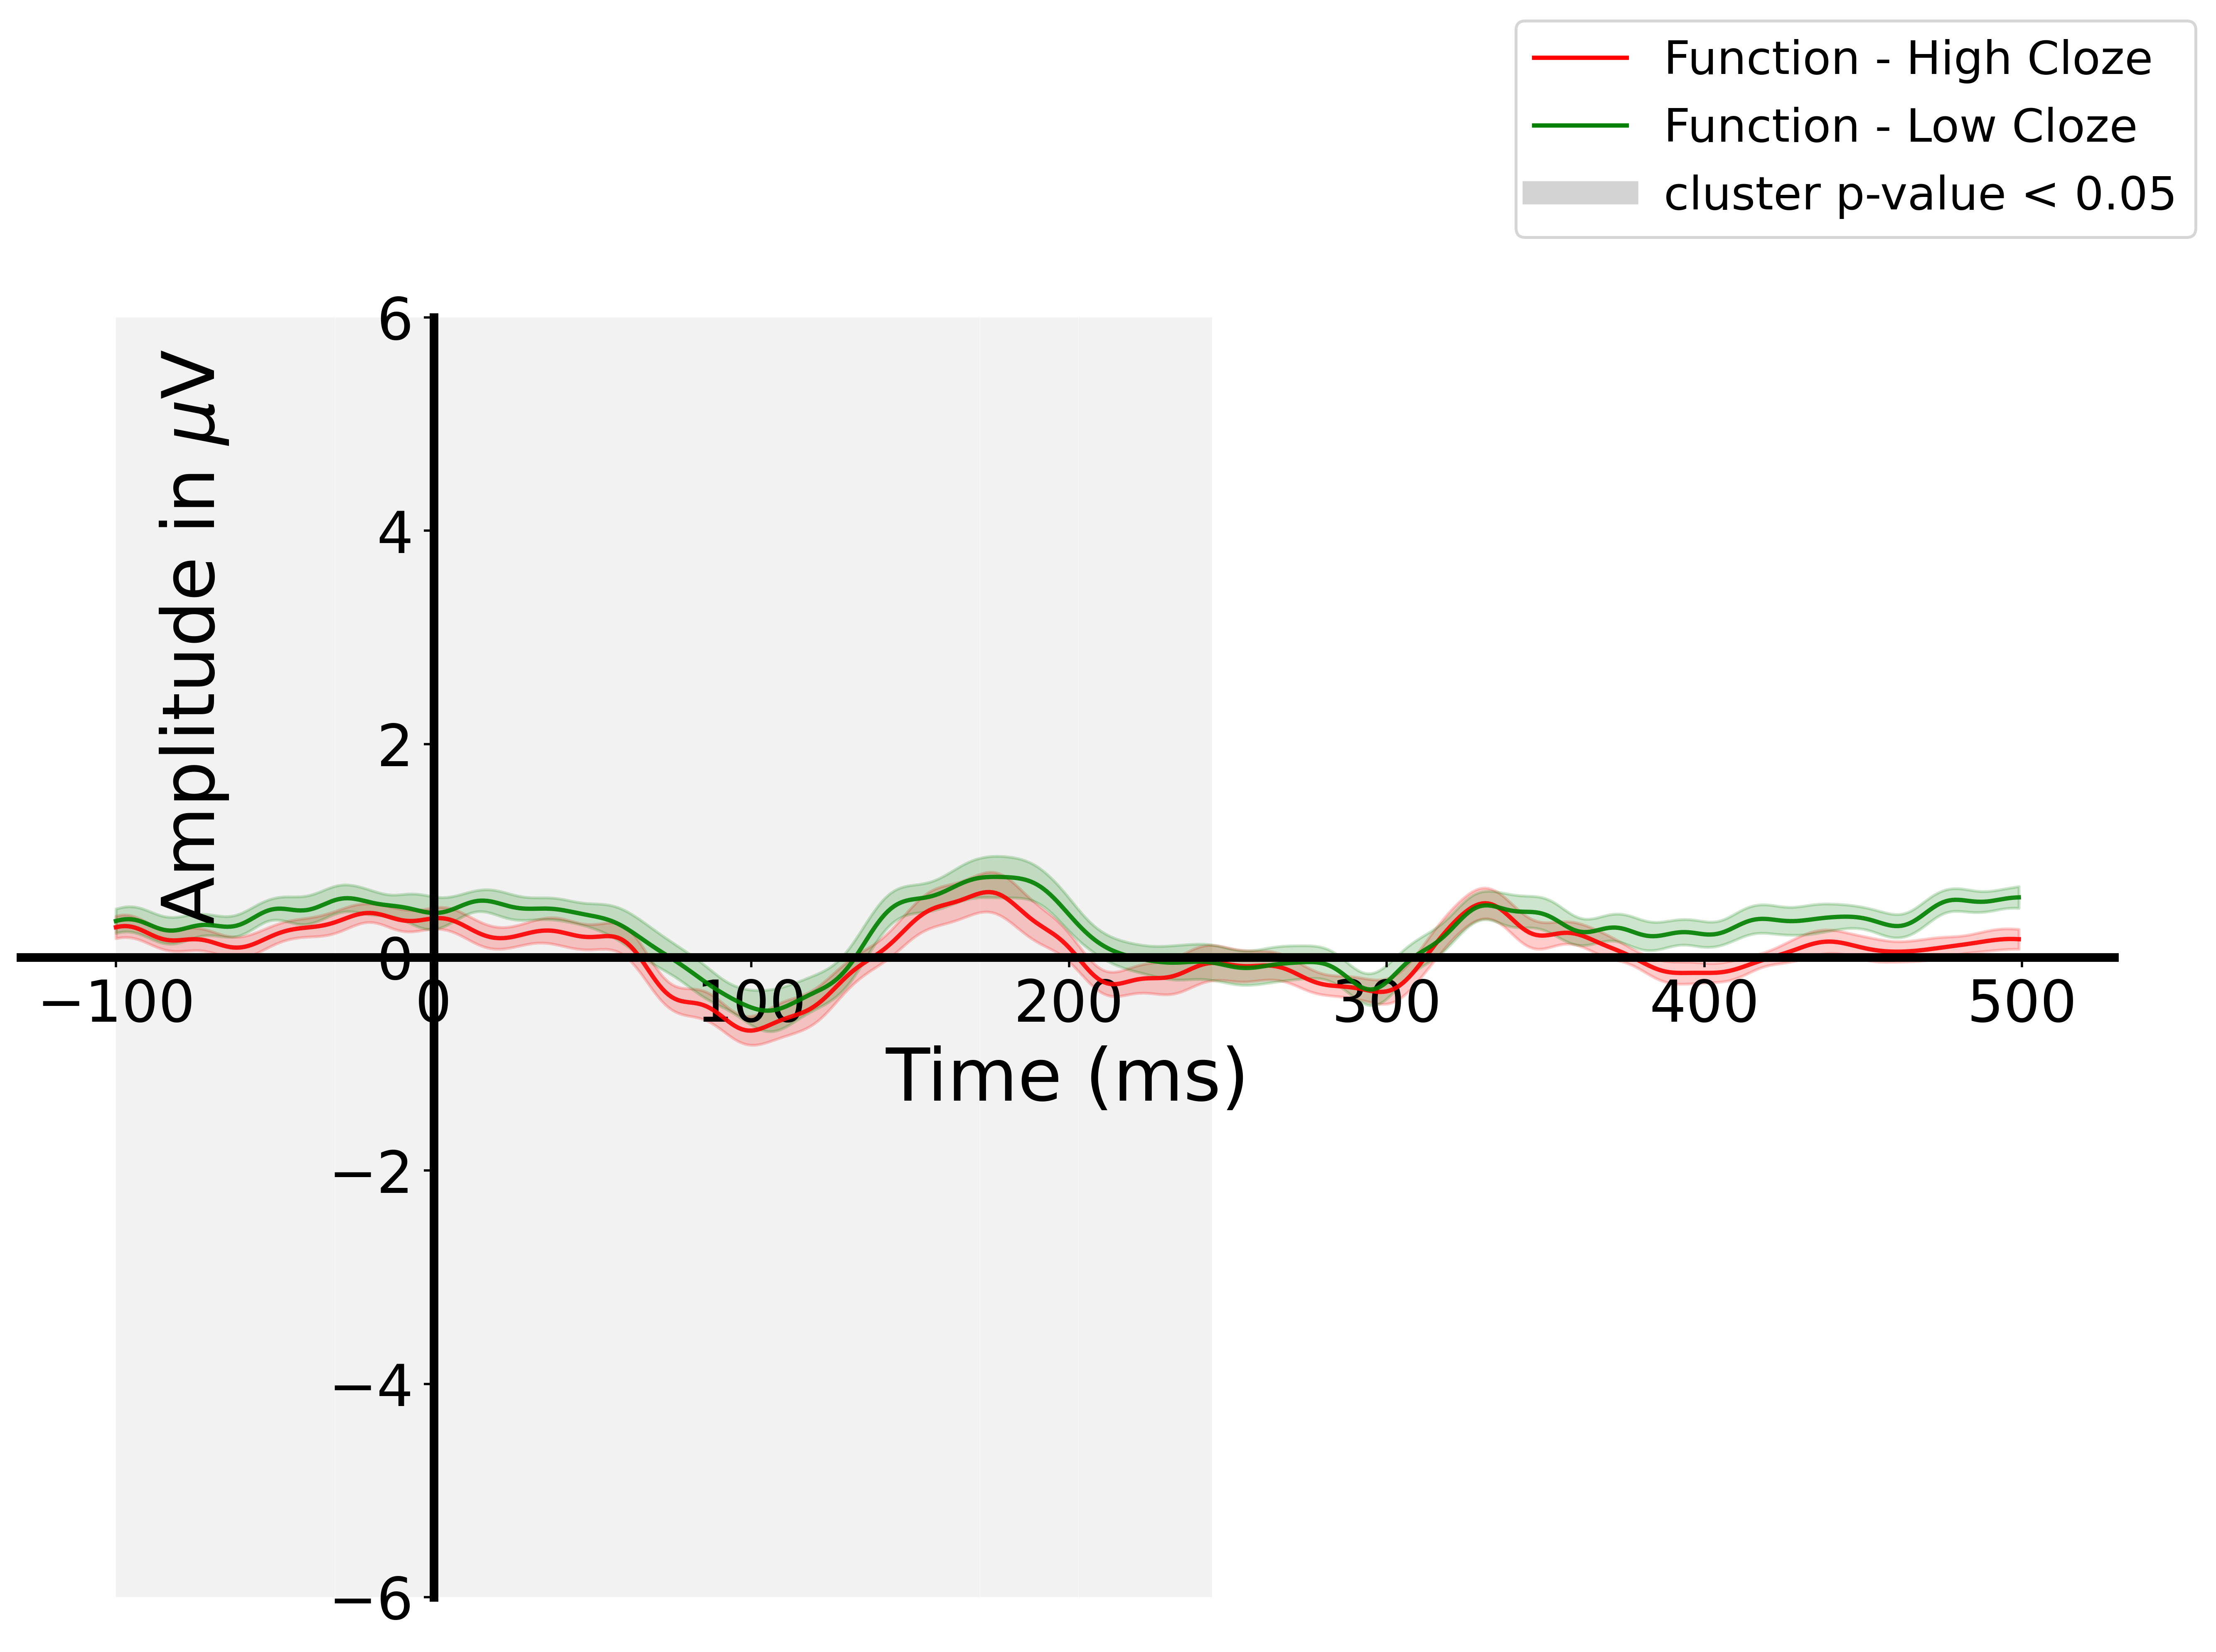 Function - High Cloze
Function - Low Cloze
cluster p-value < 0.05
Amplitude in μV
6
4
2
0
−2
−4
−6
−100 0 100 200 300 400 500
Time (ms)